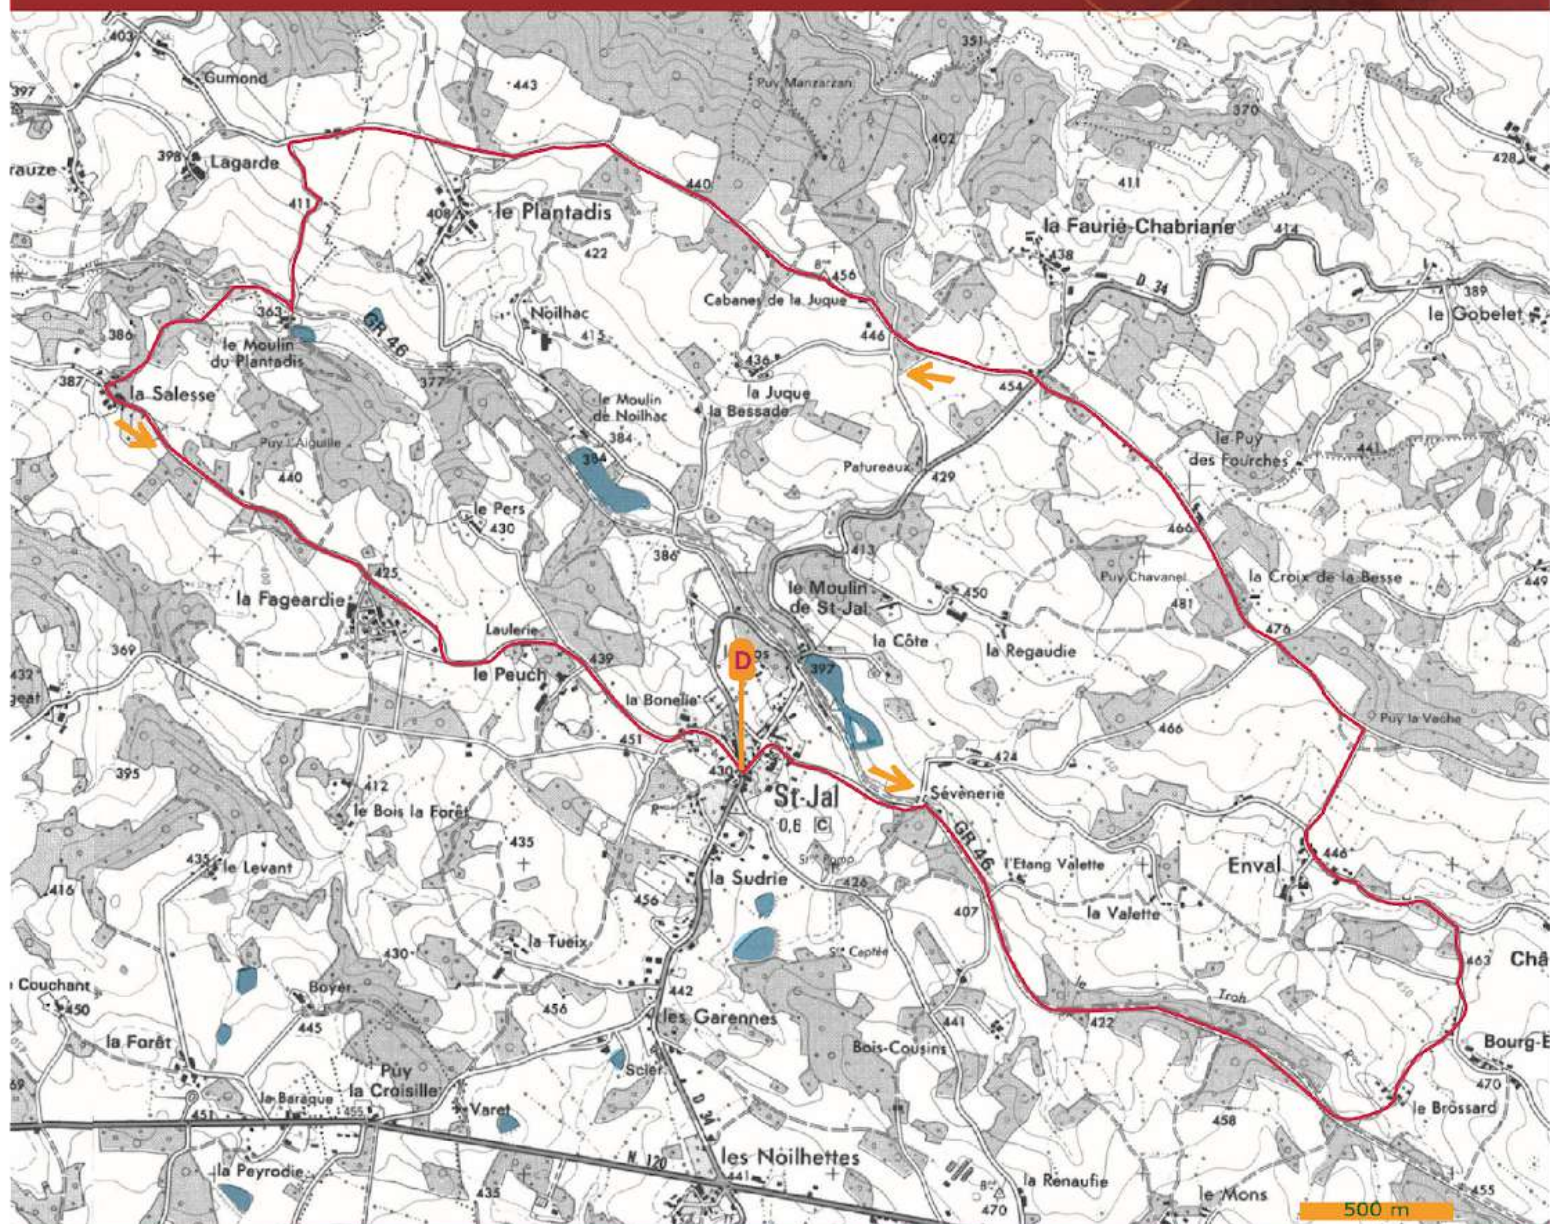 403
Gumond
397
443
Puy Manzarzan
351
402
370
428
400
398
Lagarde
rauze
411
440
408
le Plantadis
422
411
la Faurie-Chabriane
414
438
456
Cabanes de la Juque
D 34
389
le Gobelet
363
GR 46
Noilhac
415
446
386
le Moulin
du Plantadis
377
436
la Juque
454
387
la Salesse
le Moulin
de Noilhac
la Bessade
384
384
Puy l'Aiguille
440
Patureaux
429
le Puy
des Fourches
441
le Pers
430
386
413
466
Puy Chavanel
la Croix de la Besse
449
425
la Fageardie
le Moulin
de St-Jal
450
481
476
Laulerie
439
la Côte
la Regaudie
369
432
geat
le Peuch
D
397
la Bonelie
451
466
Puy la Vache
395
430
424
St-Jal
0,6 C
Sévènerie
412
le Bois la Forêt
435
GR 46
l'Etang Valette
Enval
446
435
le Levant
la Sudrie
426
416
456
407
la Valette
430
la Tueix
Son Captée
463
Châ
Couchant
450
Boyer
445
456
442
les Garennes
le
Troh
422
441
Bois-Cousins
450
Bourg-E
la Forêt
Puy
la Croisille
Scier
470
69
451
la Baraque
455
Varet
D 34
458
le Brossard
la Peyrodie
N 120
les Noilhettes
441
435
la Renaufie
470
le Mons
455
500 m